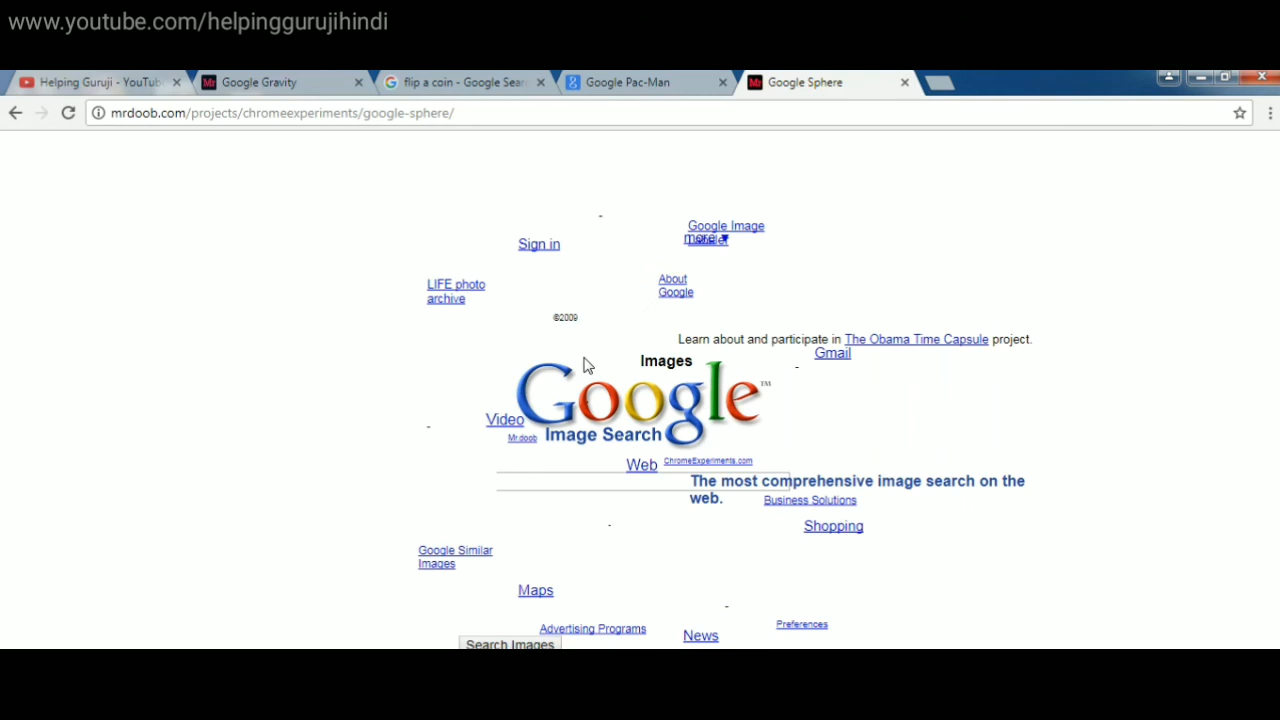 www.youtube.com/helpinggurujihindi
Helping Guruji - YouTub
Google Gravity
flip a coin - Google Sear
Google Pac-Man
Google Sphere
mrdoob.com/projects/chromeexperiments/google-sphere/
Google Image
more ▼
Sign in
About
Google
LIFE photo
archive
©2009
Learn about and participate in The Obama Time Capsule project.
Gmail
Images
Google™
Image Search
Video
Mr.doob
Web
ChromeExperiments.com
The most comprehensive image search on the
web.
Business Solutions
Shopping
Google Similar
Images
Maps
Advertising Programs
Preferences
News
Search Images